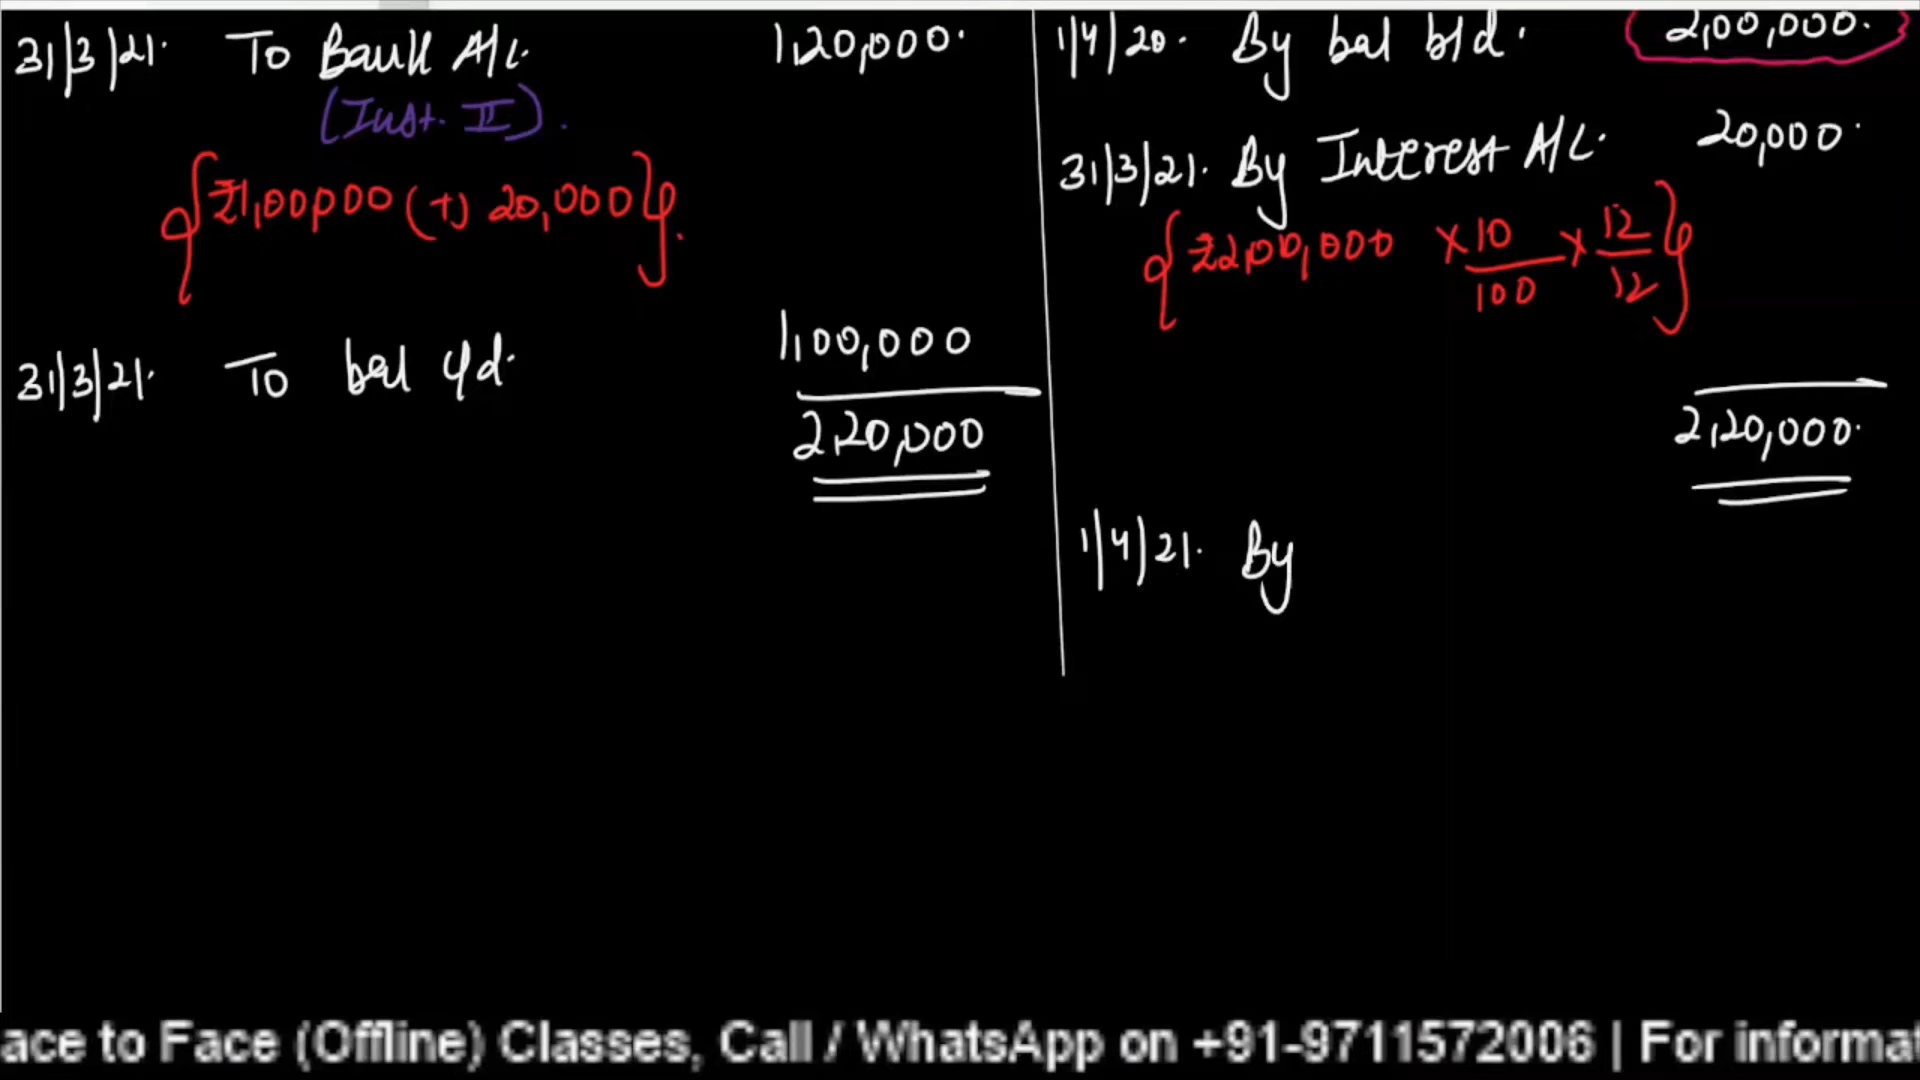 31/3/21. To Bank A/c. 1,20,000.
(Inst. II).
{₹1,00,000 (+) 20,000}.
31/3/21. To bal c/d. 1,00,000
2,20,000
1/4/20. By bal b/d. 2,00,000.
31/3/21. By Interest A/c. 20,000.
{₹2,00,000 × 10/100 × 12/12}
2,20,000.
1/4/21. By
ace to Face (Offline) Classes, Call / WhatsApp on +91-9711572006 | For informat